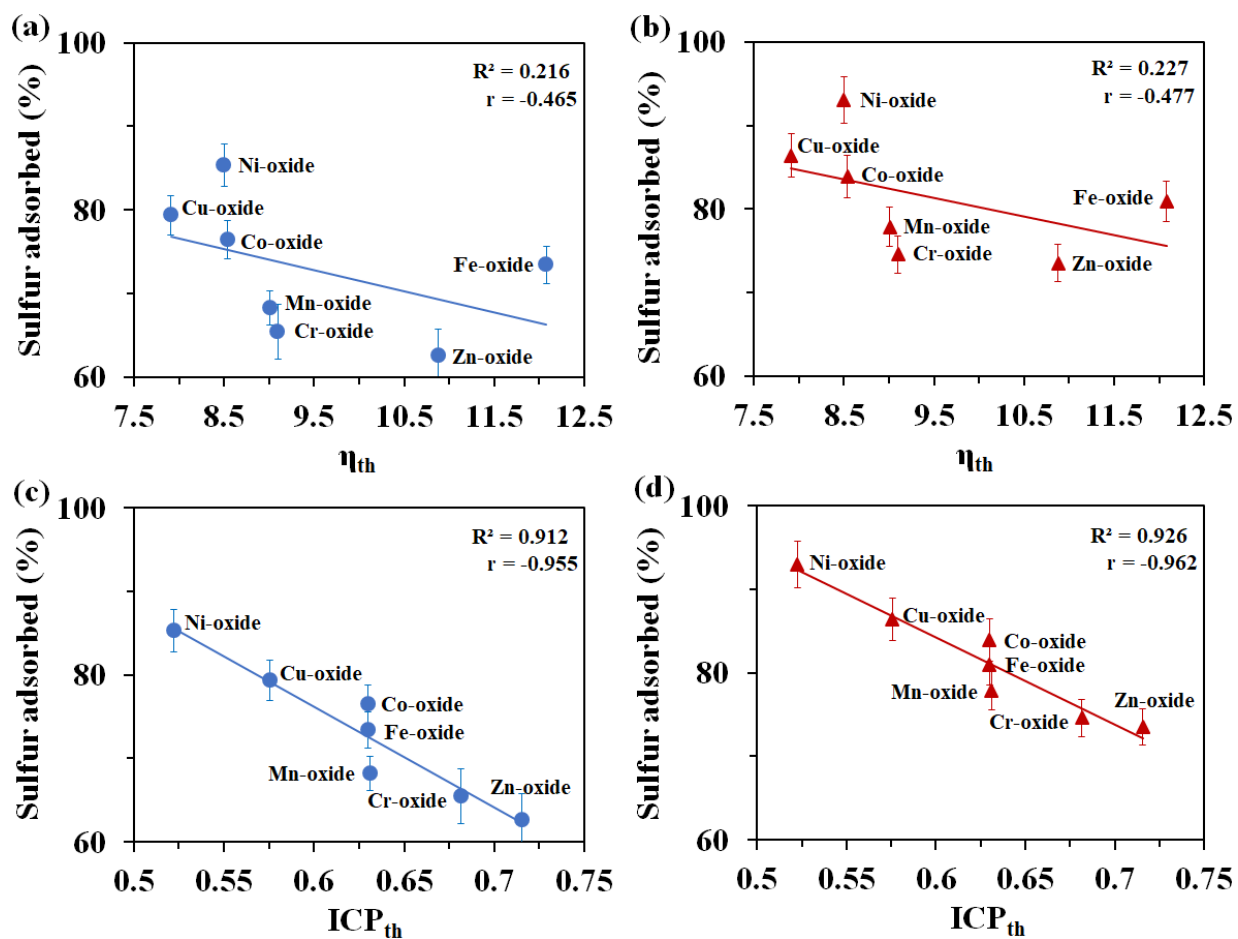 (a)
100
80
60
Sulfur adsorbed (%)
R² = 0.216
r = -0.465
Ni-oxide
Cu-oxide
Co-oxide
Fe-oxide
Mn-oxide
Cr-oxide
Zn-oxide
7.5 8.5 9.5 10.5 11.5 12.5
ηth
(b)
100
80
60
Sulfur adsorbed (%)
R² = 0.227
r = -0.477
Ni-oxide
Cu-oxide
Co-oxide
Fe-oxide
Mn-oxide
Cr-oxide
Zn-oxide
7.5 8.5 9.5 10.5 11.5 12.5
ηth
(c)
100
80
60
Sulfur adsorbed (%)
R² = 0.912
r = -0.955
Ni-oxide
Cu-oxide
Co-oxide
Fe-oxide
Mn-oxide
Cr-oxide
Zn-oxide
0.5 0.55 0.6 0.65 0.7 0.75
ICPth
(d)
100
80
60
Sulfur adsorbed (%)
R² = 0.926
r = -0.962
Ni-oxide
Cu-oxide
Co-oxide
Fe-oxide
Mn-oxide
Cr-oxide
Zn-oxide
0.5 0.55 0.6 0.65 0.7 0.75
ICPth